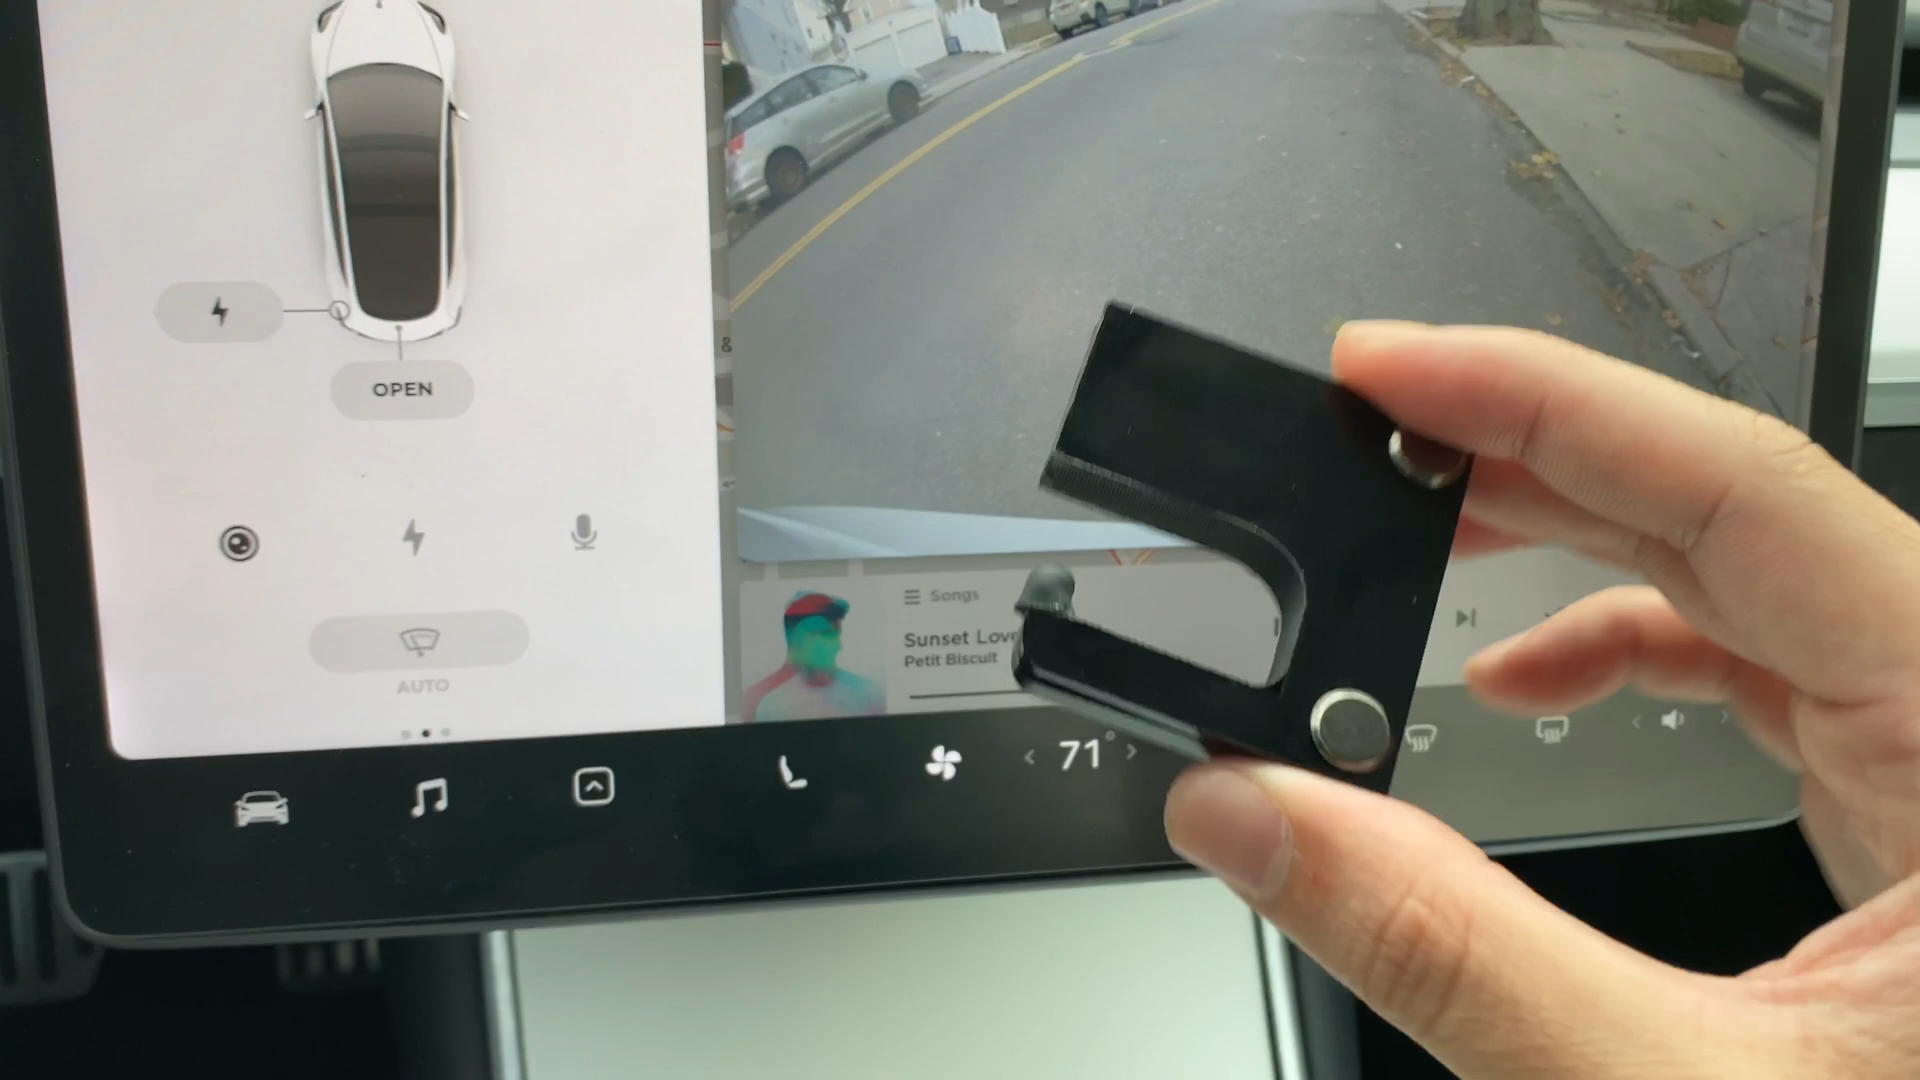 OPEN
&
Songs
Sunset Love
Petit Biscuit
AUTO
< 71° >
< >